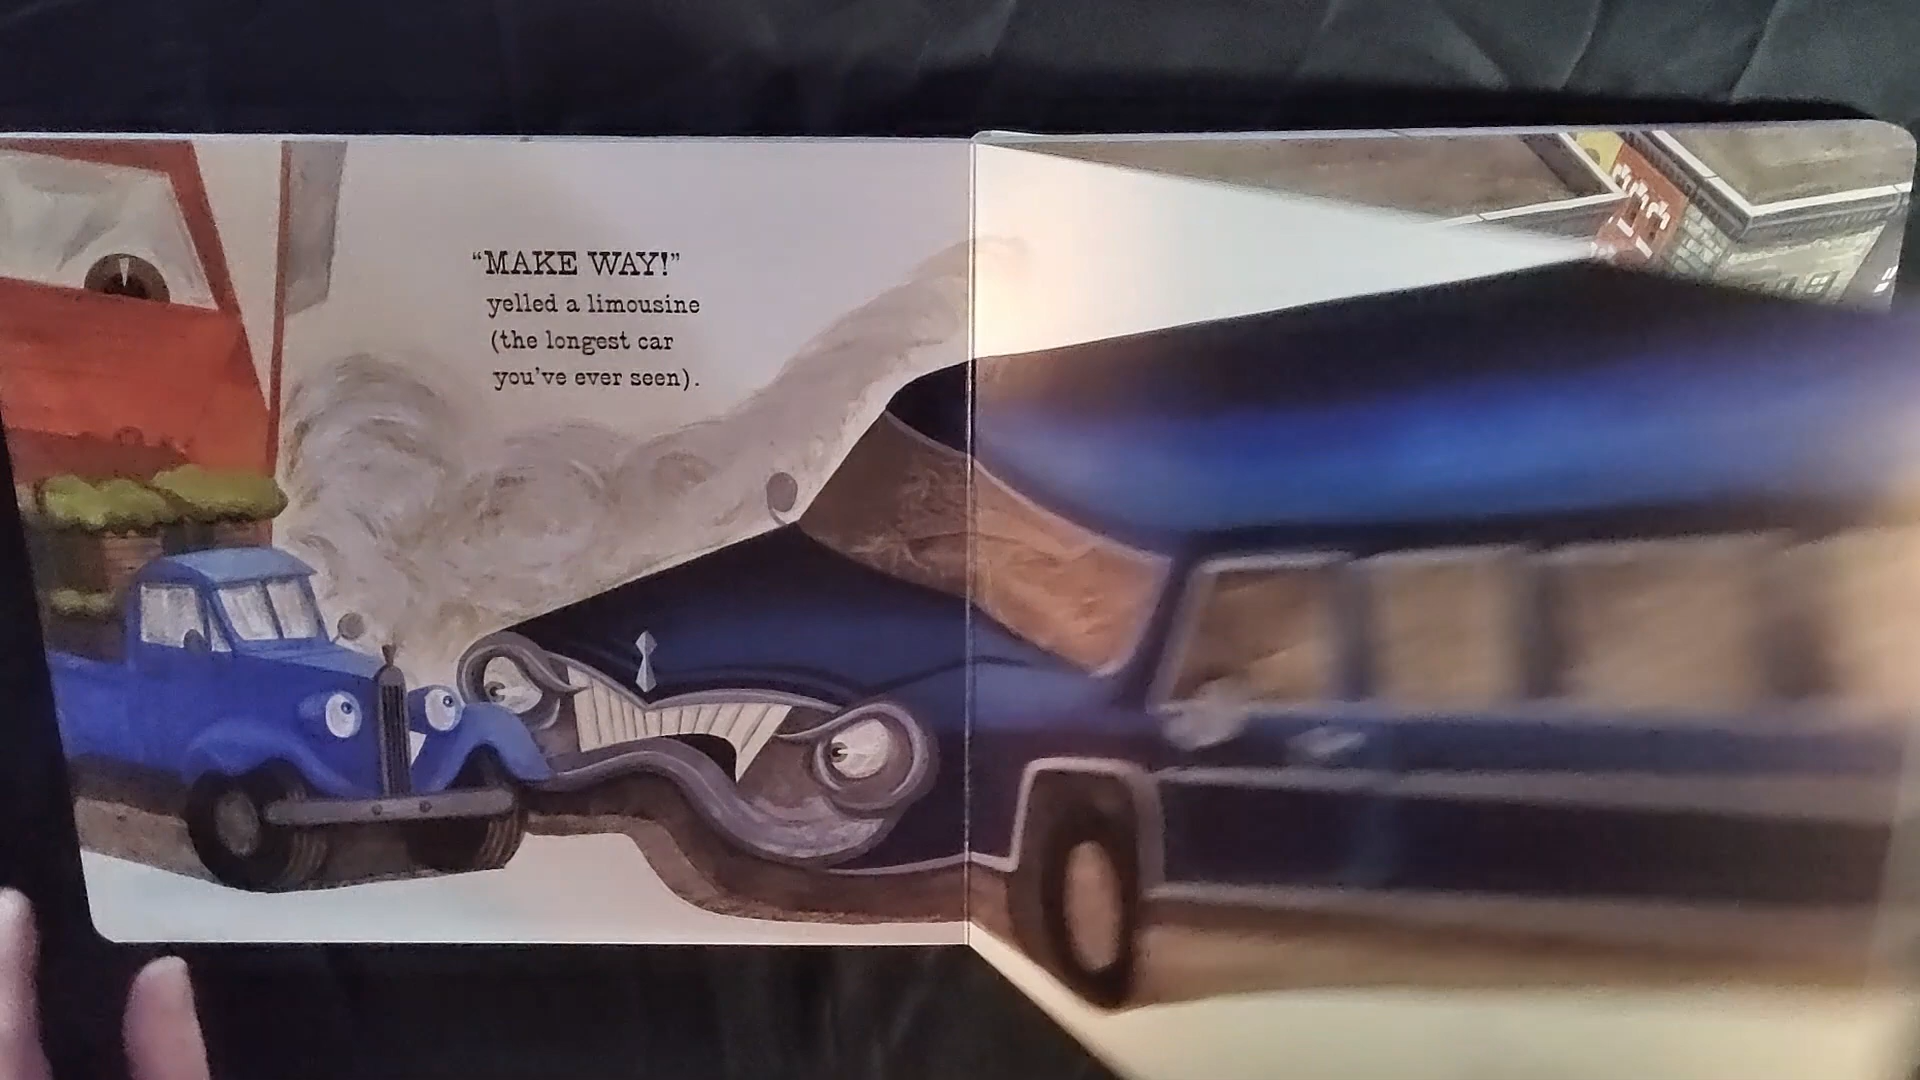 “MAKE WAY!”
yelled a limousine
(the longest car
you’ve ever seen).